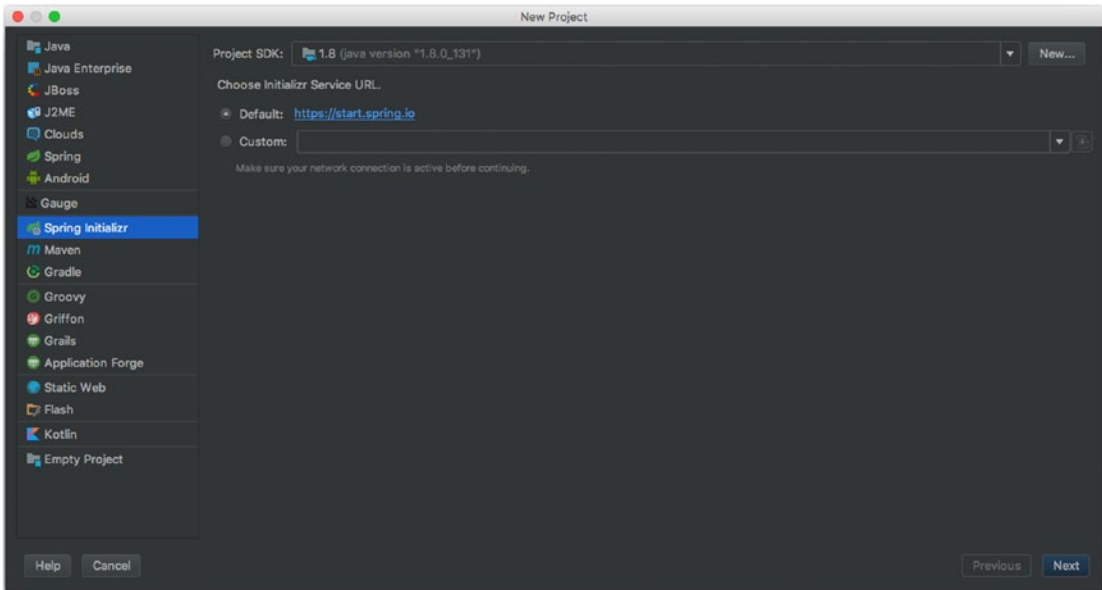 New Project
Java
Java Enterprise
JBoss
J2ME
Clouds
Spring
Android
Gauge
Spring Initializr
Maven
Gradle
Groovy
Griffon
Grails
Application Forge
Static Web
Flash
Kotlin
Empty Project
Project SDK: 1.8 (java version "1.8.0_131") New...
Choose Initializr Service URL.
Default: https://start.spring.io
Custom:
Make sure your network connection is active before continuing.
Help Cancel Previous Next